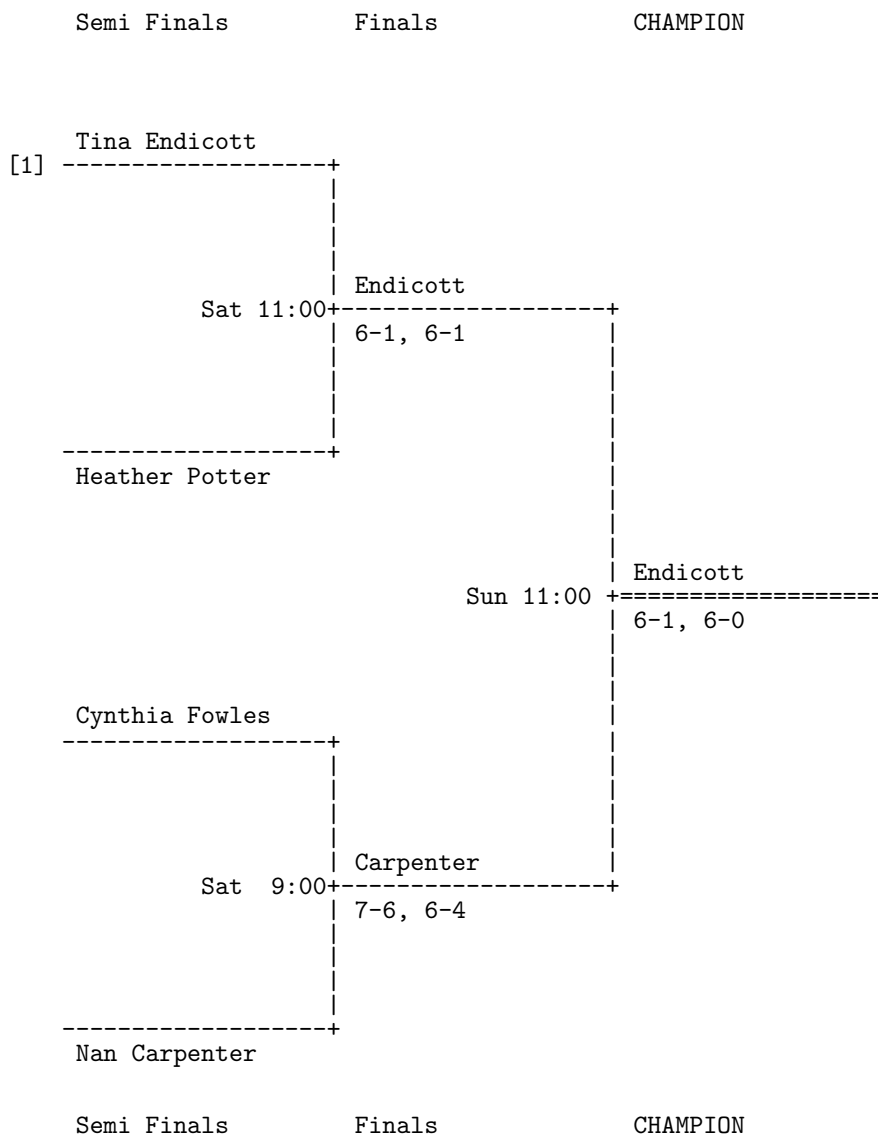 Semi Finals Finals CHAMPION
Tina Endicott
[1]
Endicott
Sat 11:00
6-1, 6-1
Heather Potter
Endicott
Sun 11:00
6-1, 6-0
Cynthia Fowles
Carpenter
Sat 9:00
7-6, 6-4
Nan Carpenter
Semi Finals Finals CHAMPION